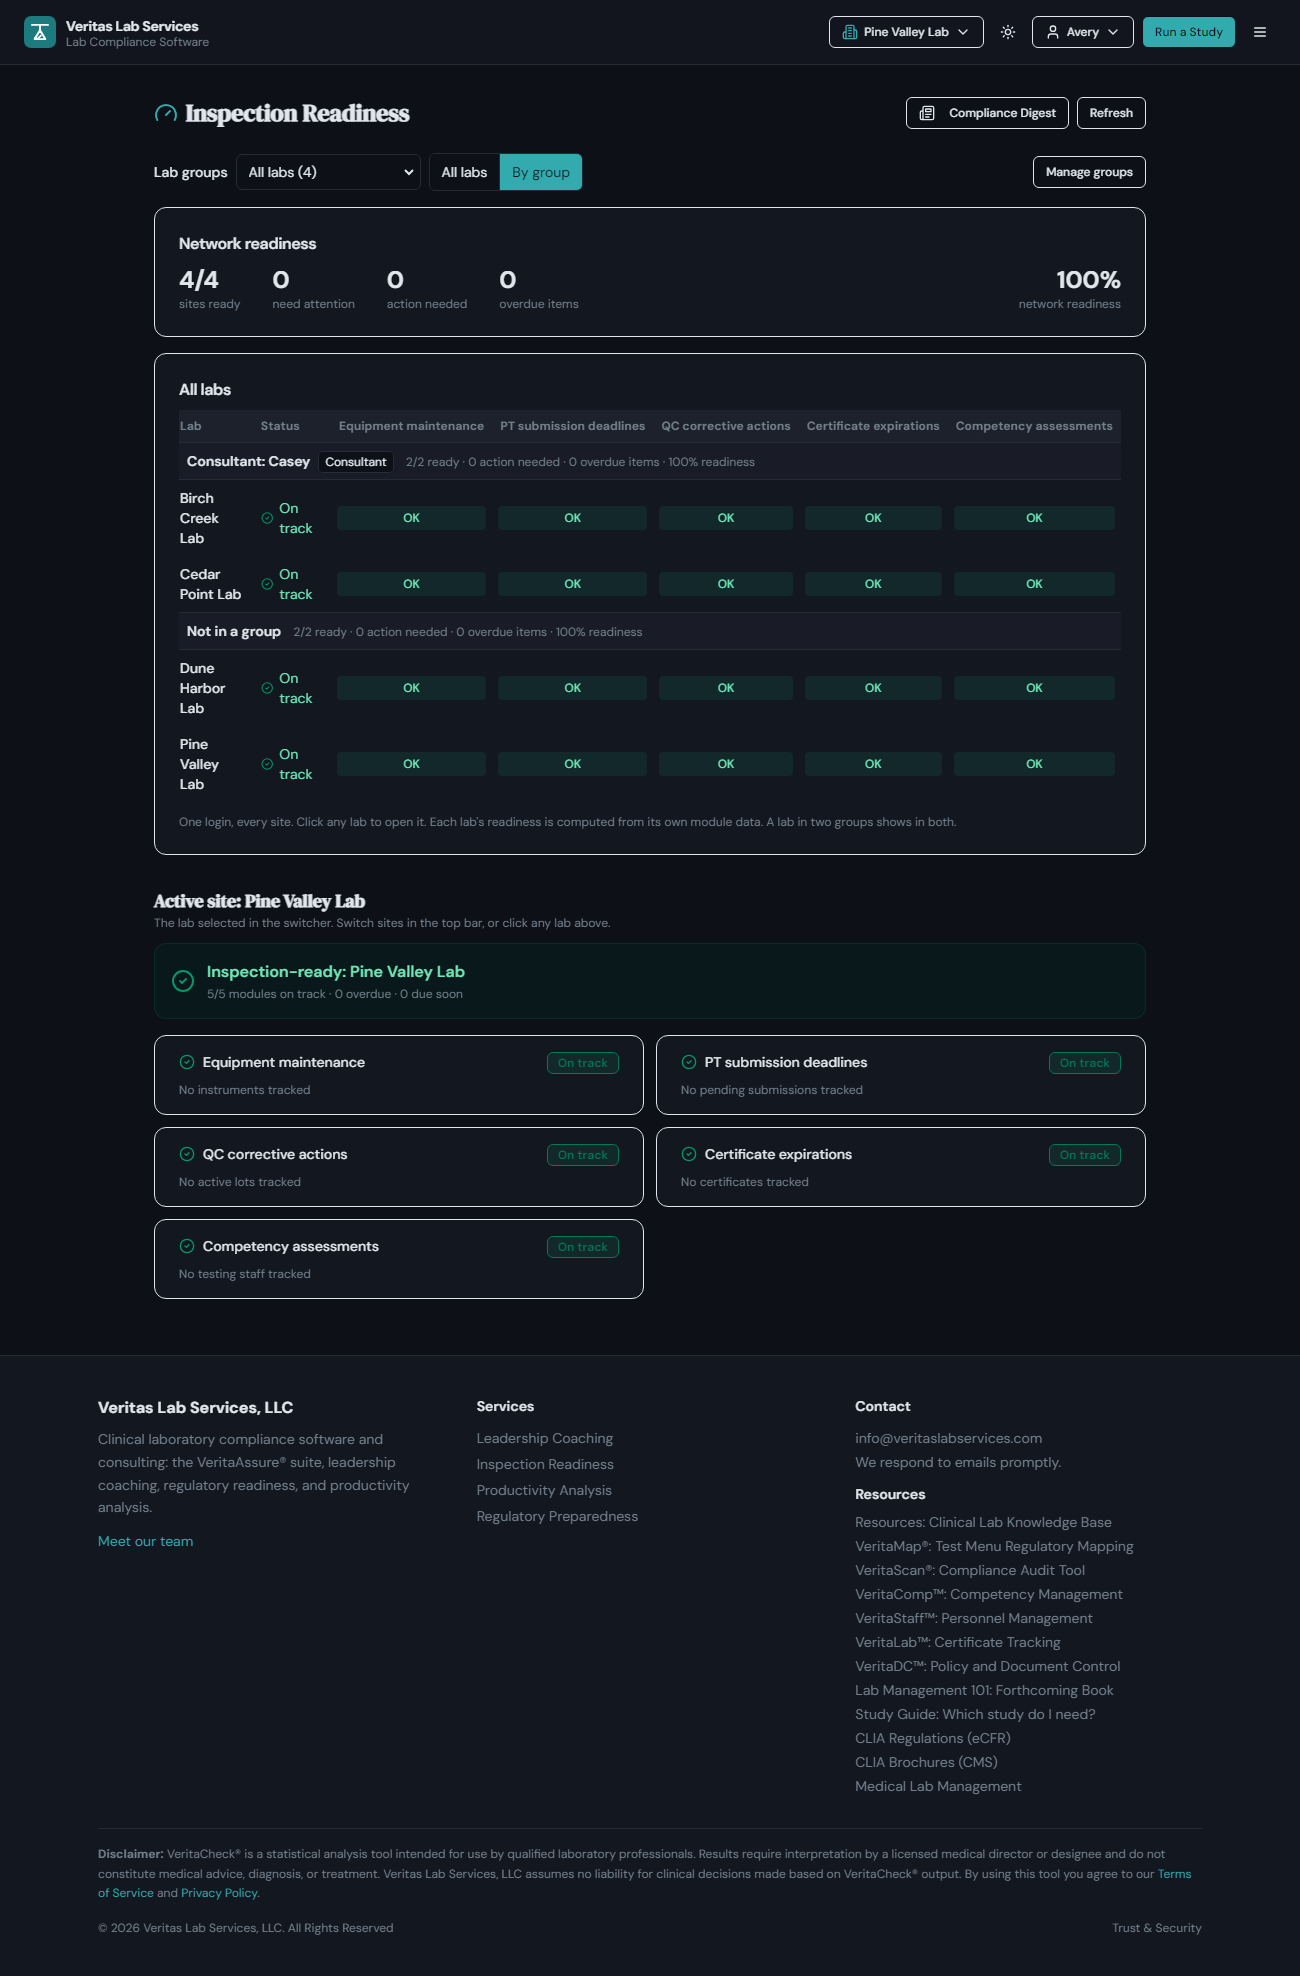 Veritas Lab Services
Lab Compliance Software
Pine Valley Lab
Avery
Run a Study
Inspection Readiness
Compliance Digest
Refresh
Lab groups
All labs (4)
All labs
By group
Manage groups
Network readiness
4/4
sites ready
0
need attention
0
action needed
0
overdue items
100%
network readiness
All labs
Lab Status Equipment maintenance PT submission deadlines QC corrective actions Certificate expirations Competency assessments
Consultant: Casey Consultant 2/2 ready · 0 action needed · 0 overdue items · 100% readiness
Birch
Creek
Lab
On
track
OK OK OK OK OK
Cedar
Point Lab
On
track
OK OK OK OK OK
Not in a group 2/2 ready · 0 action needed · 0 overdue items · 100% readiness
Dune
Harbor
Lab
On
track
OK OK OK OK OK
Pine
Valley
Lab
On
track
OK OK OK OK OK
One login, every site. Click any lab to open it. Each lab's readiness is computed from its own module data. A lab in two groups shows in both.
Active site: Pine Valley Lab
The lab selected in the switcher. Switch sites in the top bar, or click any lab above.
Inspection-ready: Pine Valley Lab
5/5 modules on track · 0 overdue · 0 due soon
Equipment maintenance
On track
No instruments tracked
PT submission deadlines
On track
No pending submissions tracked
QC corrective actions
On track
No active lots tracked
Certificate expirations
On track
No certificates tracked
Competency assessments
On track
No testing staff tracked
Veritas Lab Services, LLC
Clinical laboratory compliance software and
consulting: the VeritaAssure® suite, leadership
coaching, regulatory readiness, and productivity
analysis.
Meet our team
Services
Leadership Coaching
Inspection Readiness
Productivity Analysis
Regulatory Preparedness
Contact
info@veritaslabservices.com
We respond to emails promptly.
Resources
Resources: Clinical Lab Knowledge Base
VeritaMap®: Test Menu Regulatory Mapping
VeritaScan®: Compliance Audit Tool
VeritaComp™: Competency Management
VeritaStaff™: Personnel Management
VeritaLab™: Certificate Tracking
VeritaDC™: Policy and Document Control
Lab Management 101: Forthcoming Book
Study Guide: Which study do I need?
CLIA Regulations (eCFR)
CLIA Brochures (CMS)
Medical Lab Management
Disclaimer: VeritaCheck® is a statistical analysis tool intended for use by qualified laboratory professionals. Results require interpretation by a licensed medical director or designee and do not
constitute medical advice, diagnosis, or treatment. Veritas Lab Services, LLC assumes no liability for clinical decisions made based on VeritaCheck® output. By using this tool you agree to our Terms
of Service and Privacy Policy.
© 2026 Veritas Lab Services, LLC. All Rights Reserved
Trust & Security